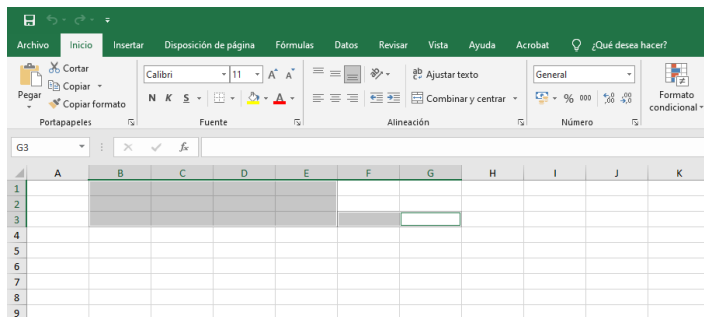 Archivo Inicio Insertar Disposición de página Fórmulas Datos Revisar Vista Ayuda Acrobat ¿Qué desea hacer?
Pegar
Cortar
Copiar
Copiar formato
Portapapeles
Calibri 11 A A
N K S A
Fuente
ab Ajustar texto
Combinar y centrar
Alineación
General
% 000
Número
Formato
condicional
G3 fx
A B C D E F G H I J K
1
2
3
4
5
6
7
8
9